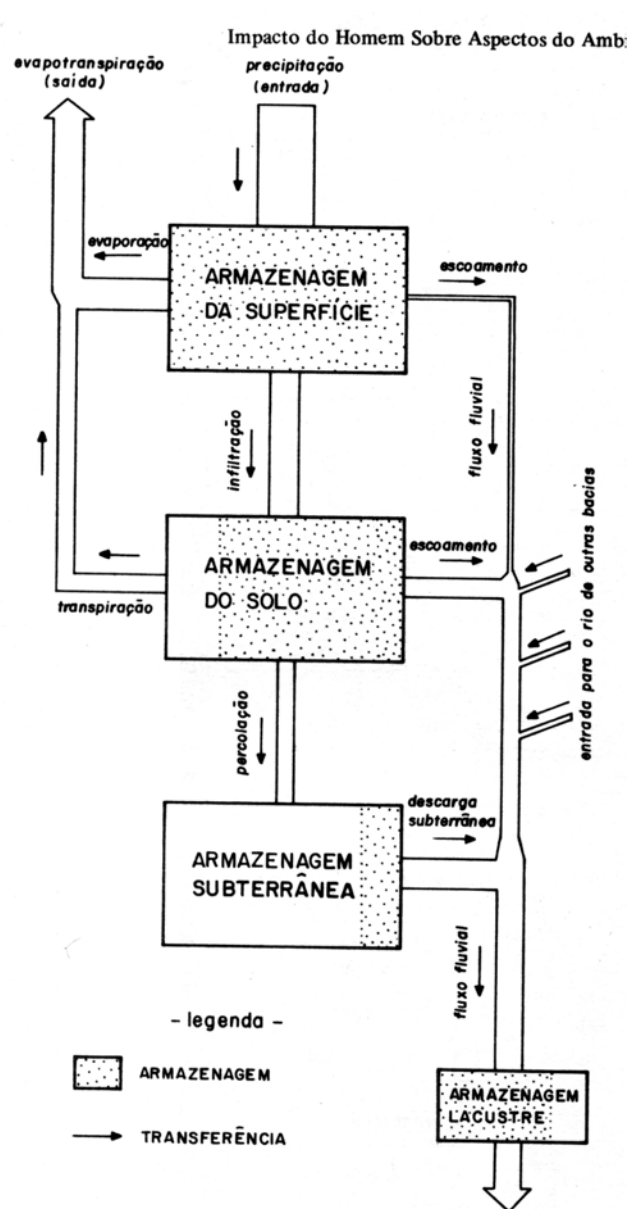 Impacto do Homem Sobre Aspectos do Amb
evapotranspiração
(saída)
precipitação
(entrada)
evaporação
ARMAZENAGEM
DA SUPERFÍCIE
escoamento
infiltração
fluxo fluvial
ARMAZENAGEM
DO SOLO
escoamento
transpiração
entrada para o rio de outras bacias
percolação
descarga
subterrânea
ARMAZENAGEM
SUBTERRÂNEA
fluxo fluvial
- legenda -
ARMAZENAGEM
TRANSFERÊNCIA
ARMAZENAGEM
LACUSTRE